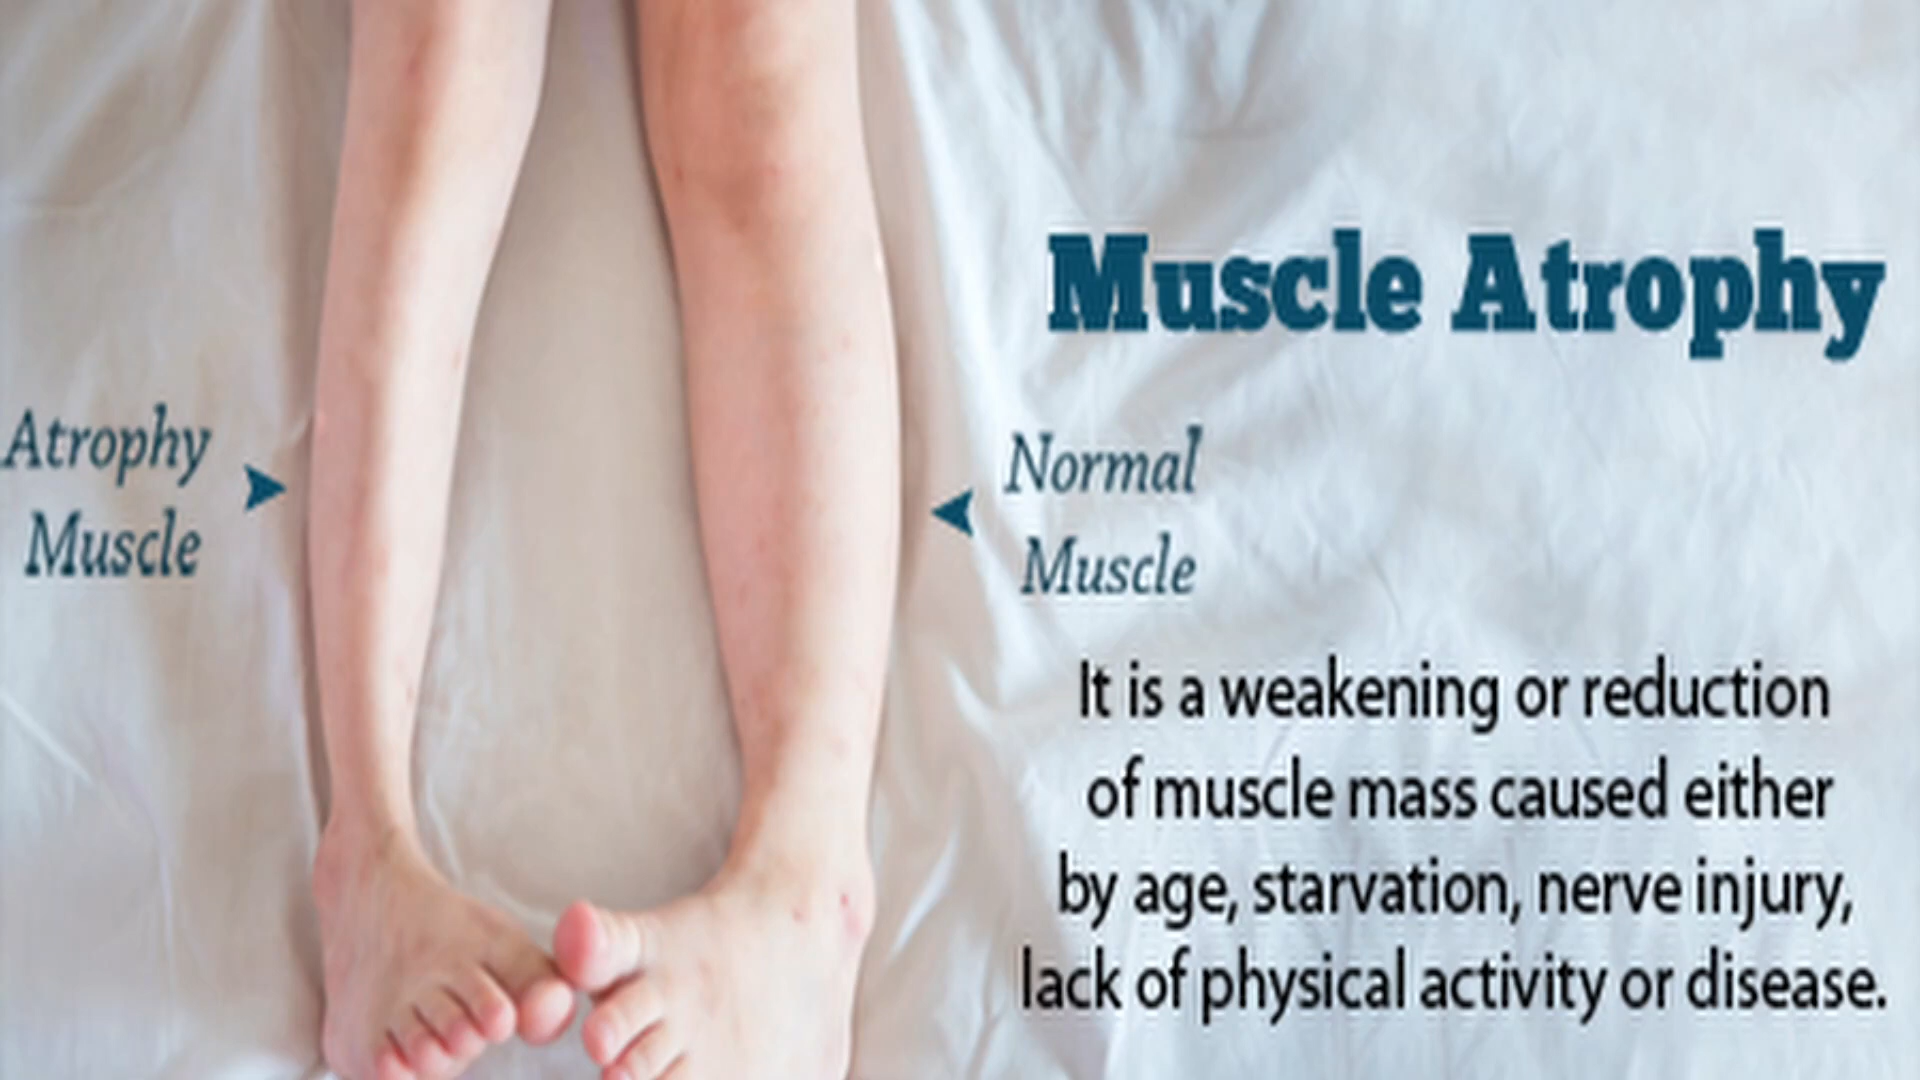 Muscle Atrophy
Atrophy
Muscle
Normal
Muscle
It is a weakening or reduction
of muscle mass caused either
by age, starvation, nerve injury,
lack of physical activity or disease.